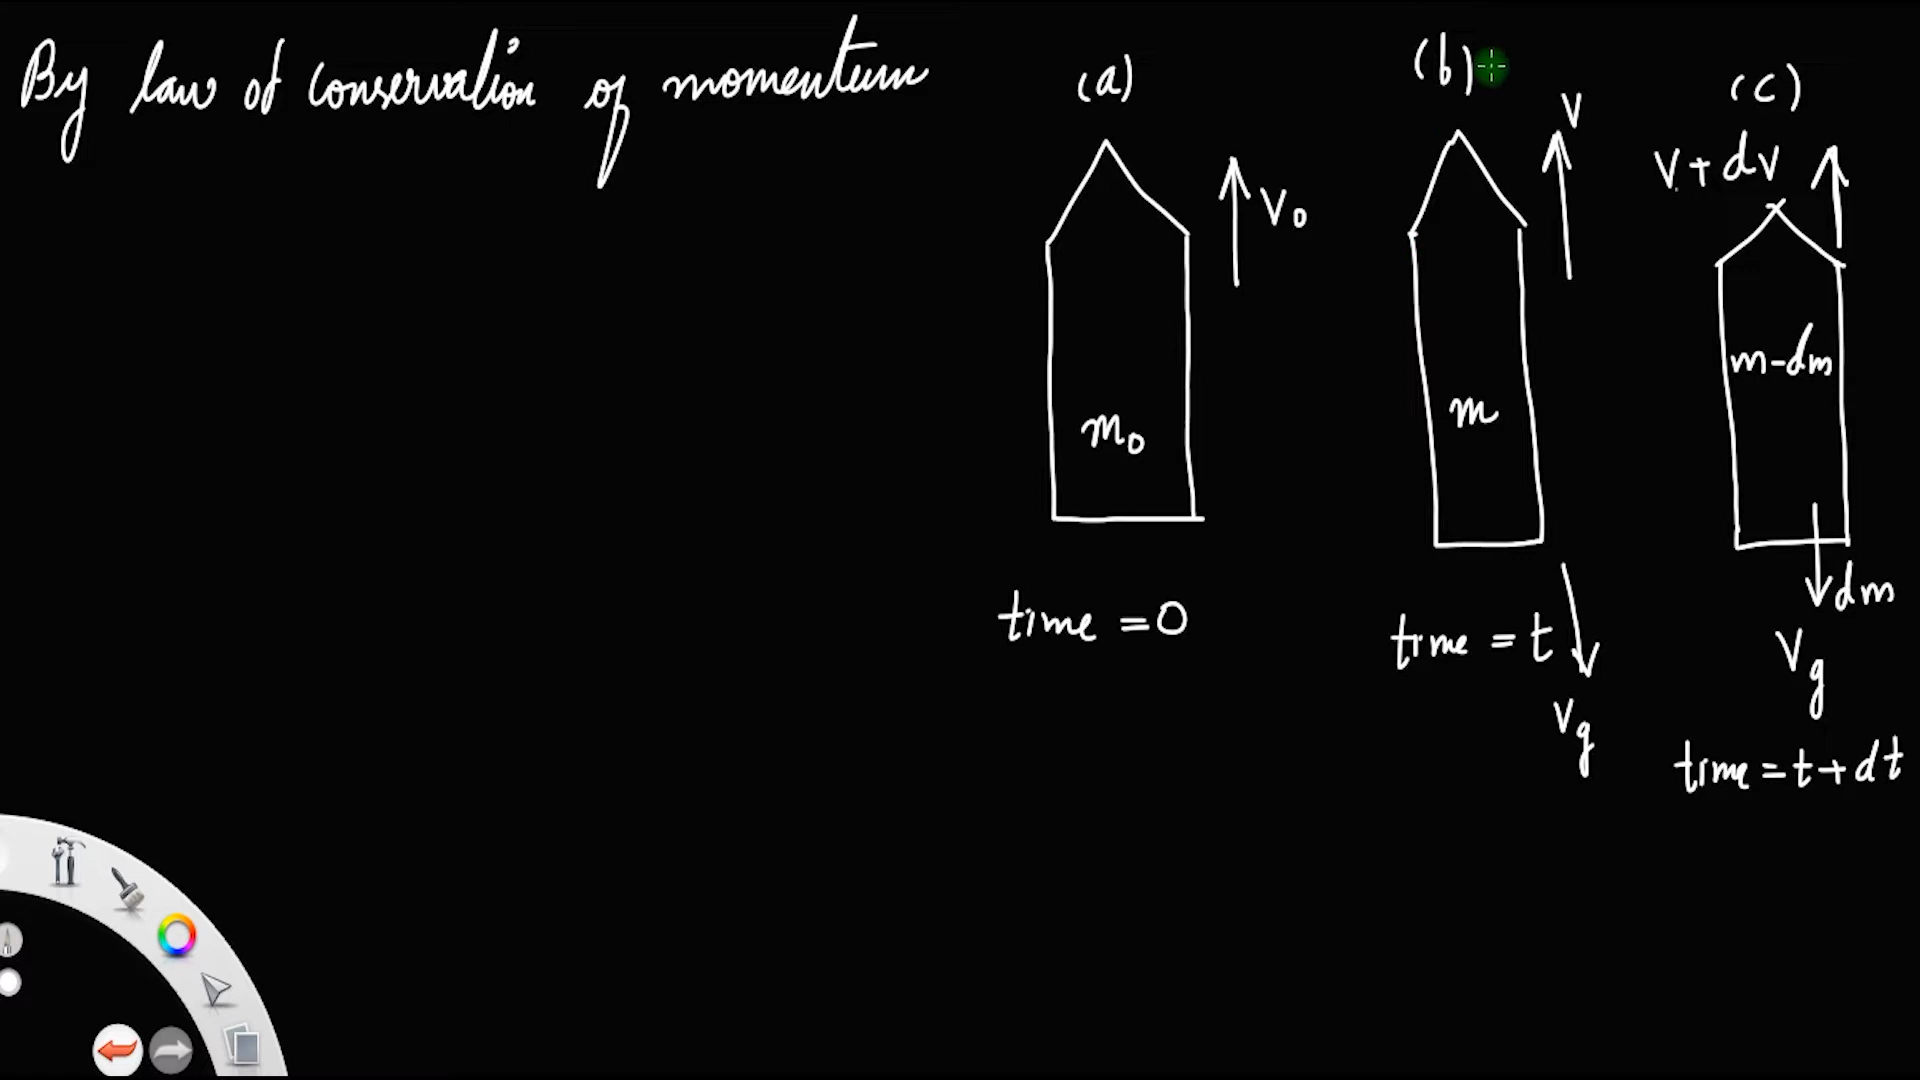 By law of conservation of momentum
(a)
V₀
m₀
time = 0
(b)
V
m
time = t
Vg
(c)
V + dV
m-dm
dm
Vg
time = t + dt